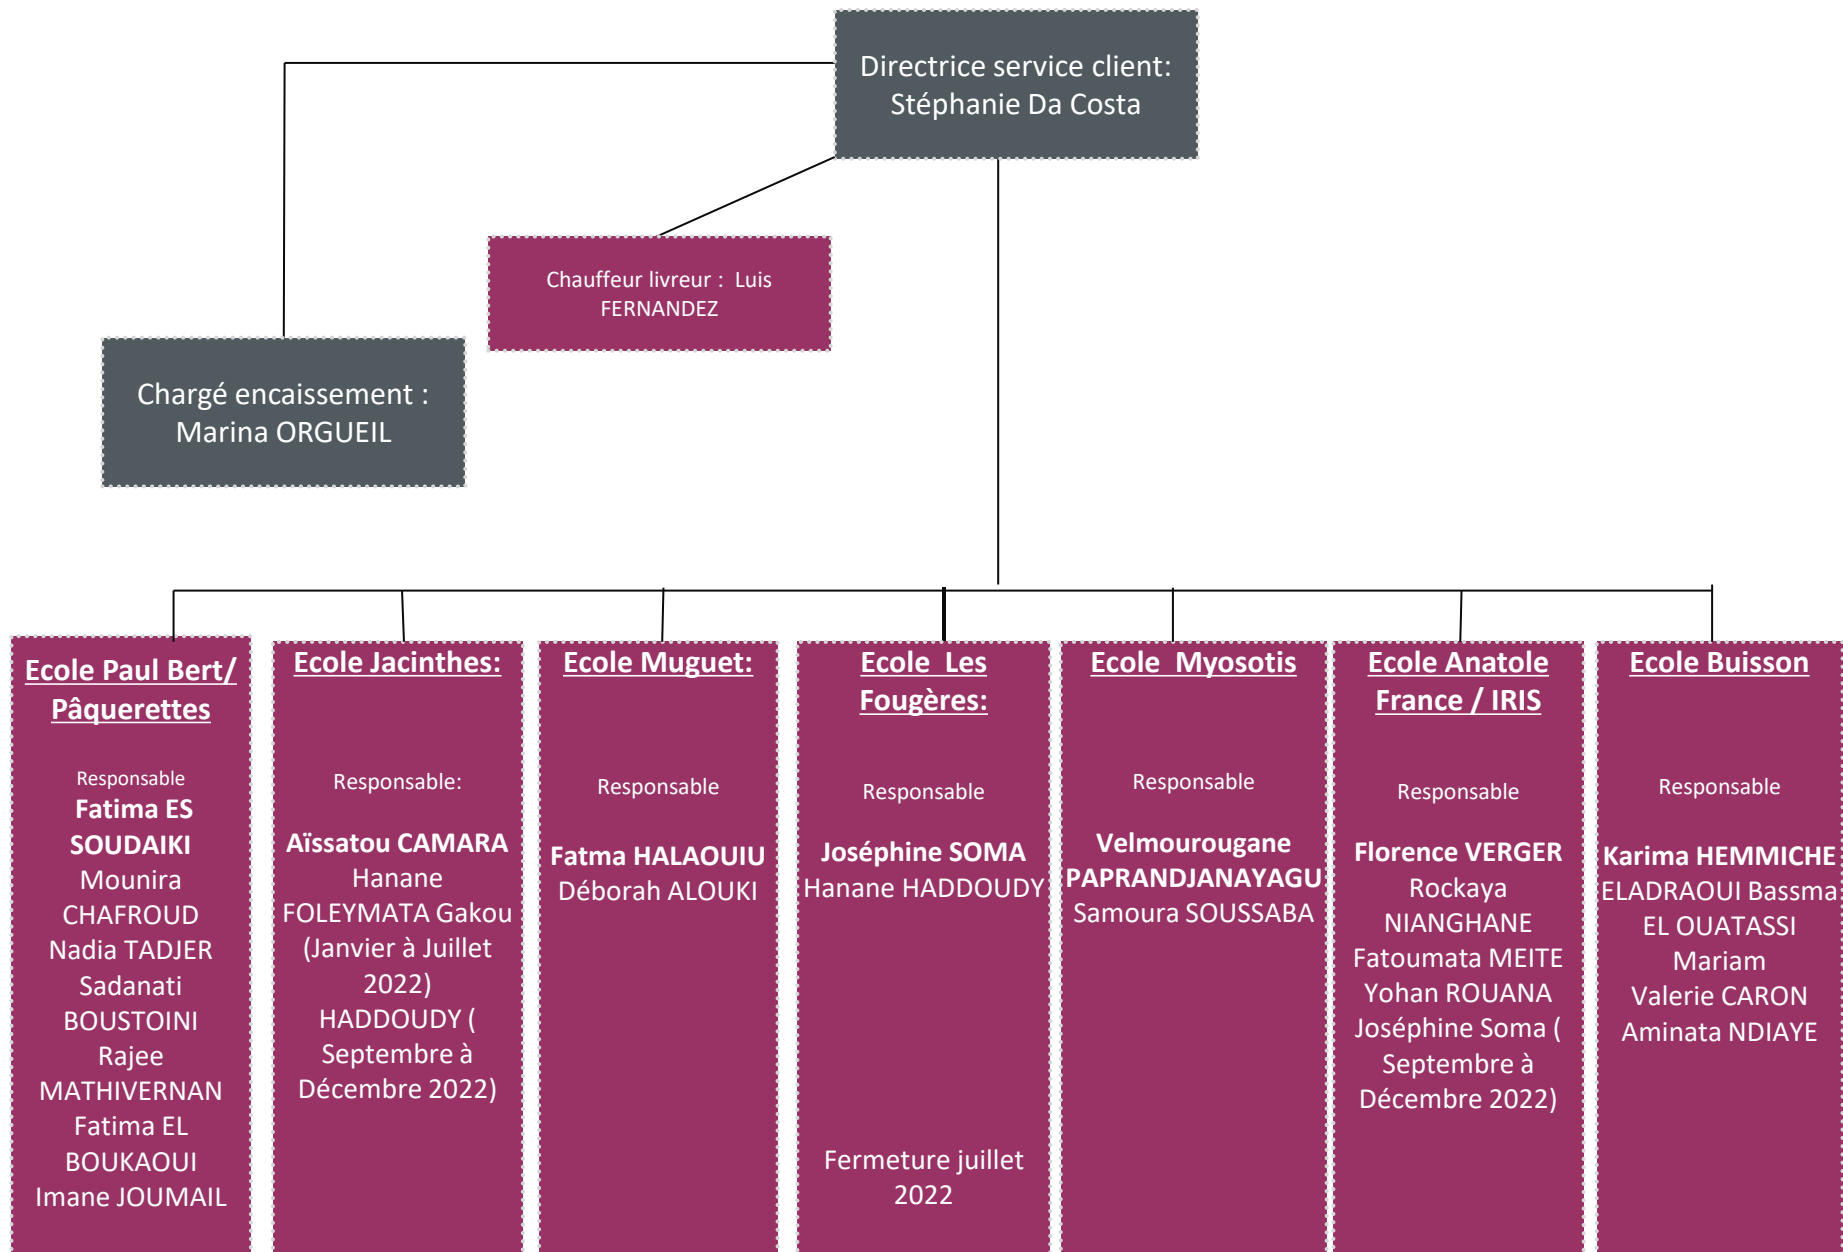 Directrice service client:
Stéphanie Da Costa
Chauffeur livreur :  Luis
FERNANDEZ
Chargé encaissement :
Marina ORGUEIL
Ecole Paul Bert/
Pâquerettes
Responsable
Fatima ES
SOUDAIKI
Mounira
CHAFROUD
Nadia TADJER
Sadanati
BOUSTOINI
Rajee
MATHIVERNAN
Fatima EL
BOUKAOUI
Imane JOUMAIL
Ecole Jacinthes:
Responsable:
Aïssatou CAMARA
Hanane
FOLEYMATA Gakou
(Janvier à Juillet
2022)
HADDOUDY (
Septembre à
Décembre 2022)
Ecole Muguet:
Responsable
Fatma HALAOUIU
Déborah ALOUKI
Ecole  Les
Fougères:
Responsable
Joséphine SOMA
Hanane HADDOUDY
Fermeture juillet
2022
Ecole  Myosotis
Responsable
Velmourougane
PAPRANDJANAYAGU
Samoura SOUSSABA
Ecole Anatole
France / IRIS
Responsable
Florence VERGER
Rockaya
NIANGHANE
Fatoumata MEITE
Yohan ROUANA
Joséphine Soma (
Septembre à
Décembre 2022)
Ecole Buisson
Responsable
Karima HEMMICHE
ELADRAOUI Bassma
EL OUATASSI
Mariam
Valerie CARON
Aminata NDIAYE